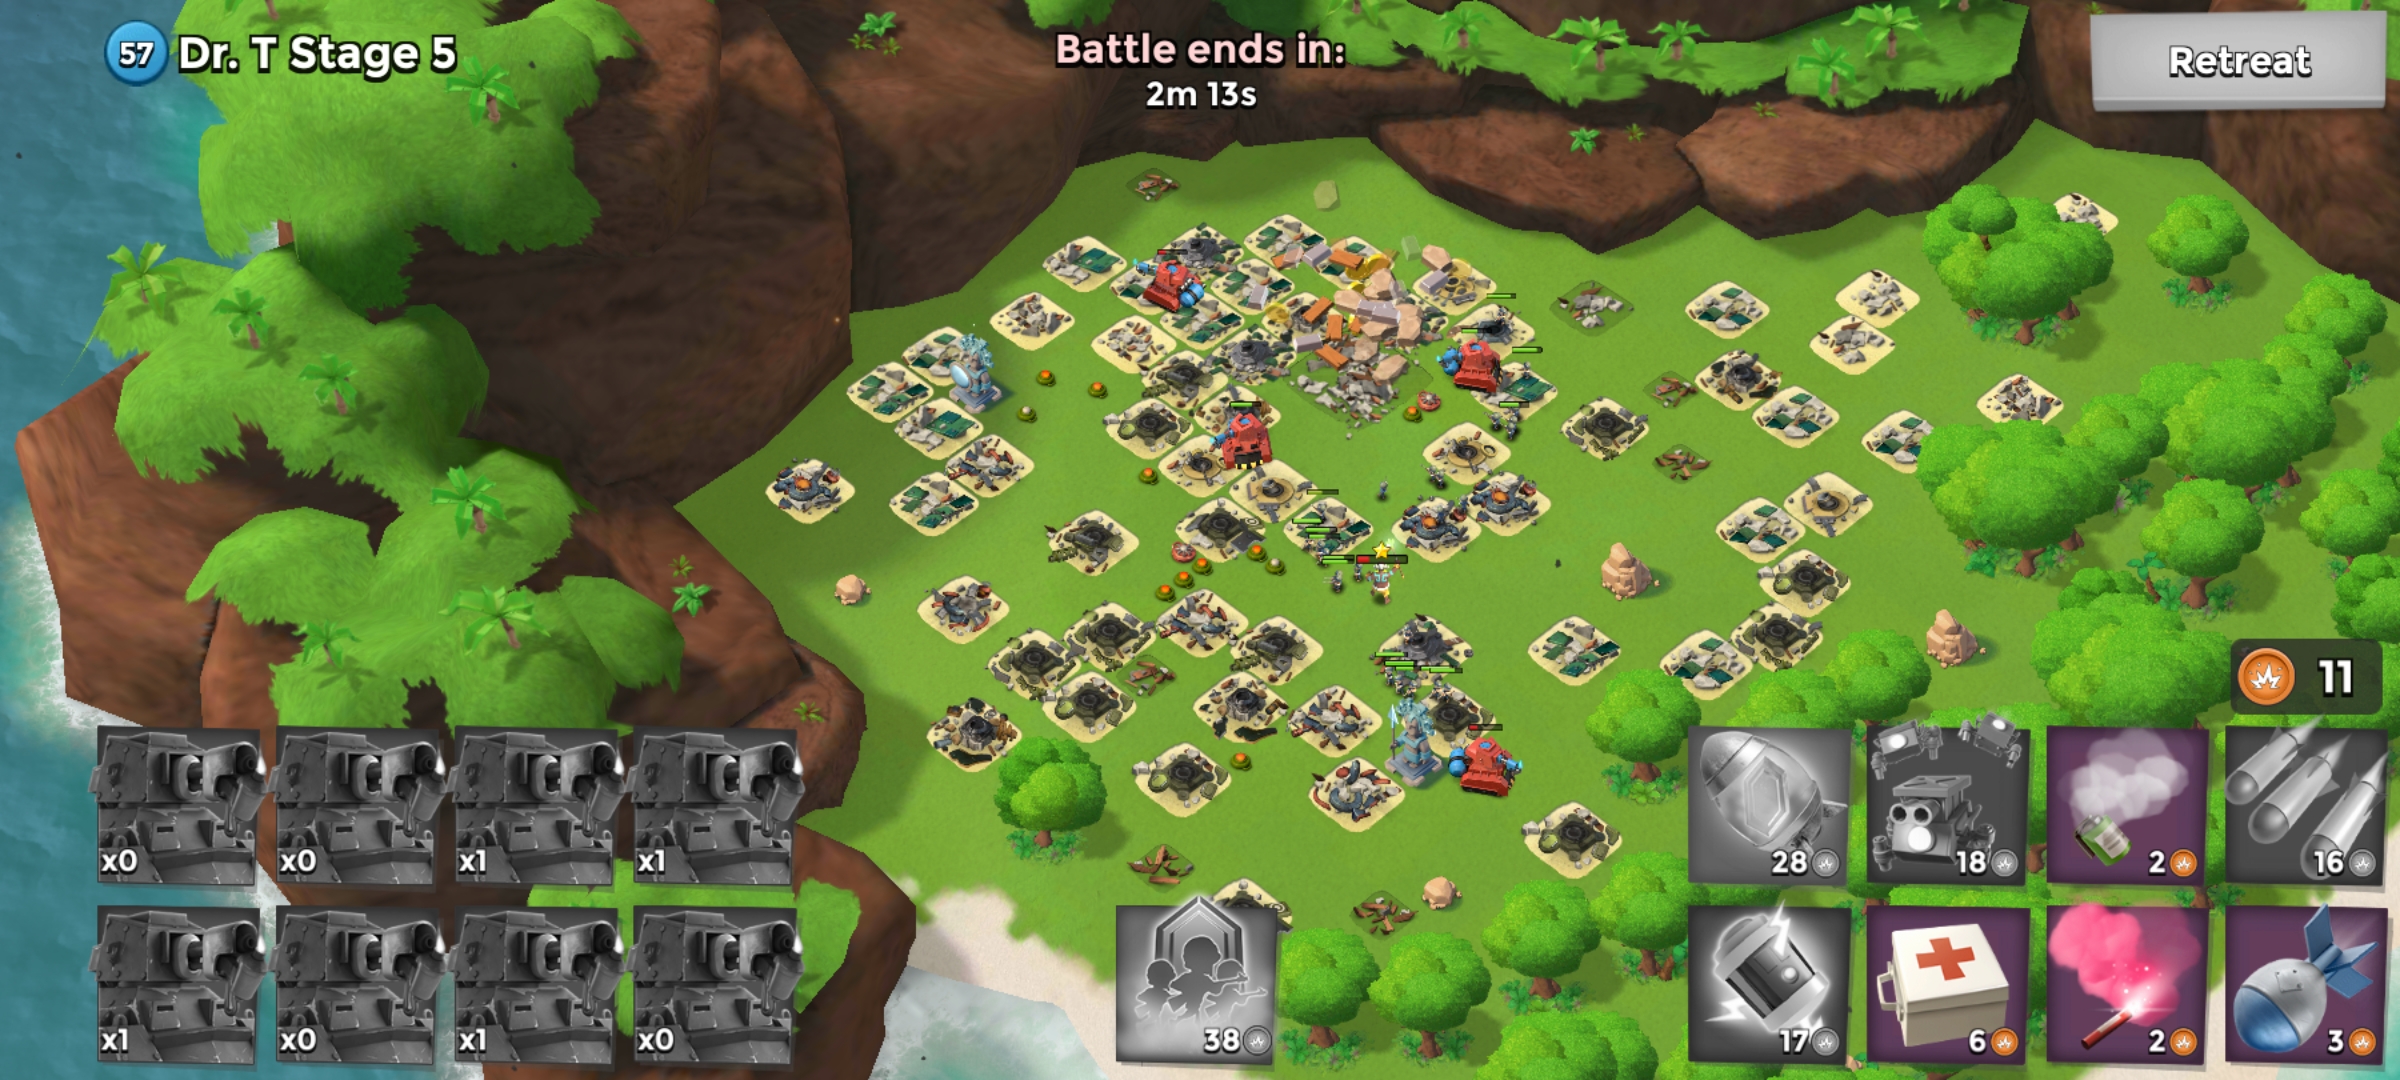 57 Dr. T Stage 5
Battle ends in:
2m 13s
Retreat
11
x0 x0 x1 x1
28 18 2 16
x1 x0 x1 x0
38 17 6 2 3